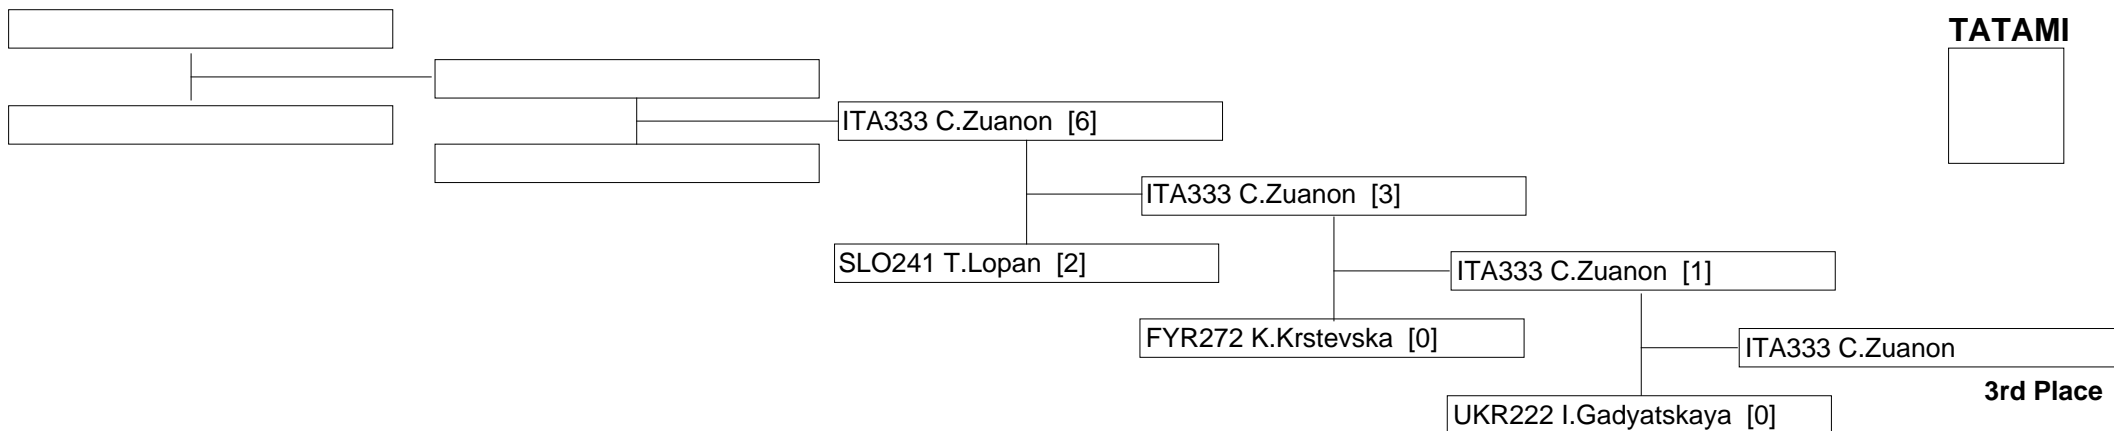 TATAMI
ITA333 C.Zuanon [6]
ITA333 C.Zuanon [3]
SLO241 T.Lopan [2]
ITA333 C.Zuanon [1]
FYR272 K.Krstevska [0]
ITA333 C.Zuanon
3rd Place
UKR222 I.Gadyatskaya [0]